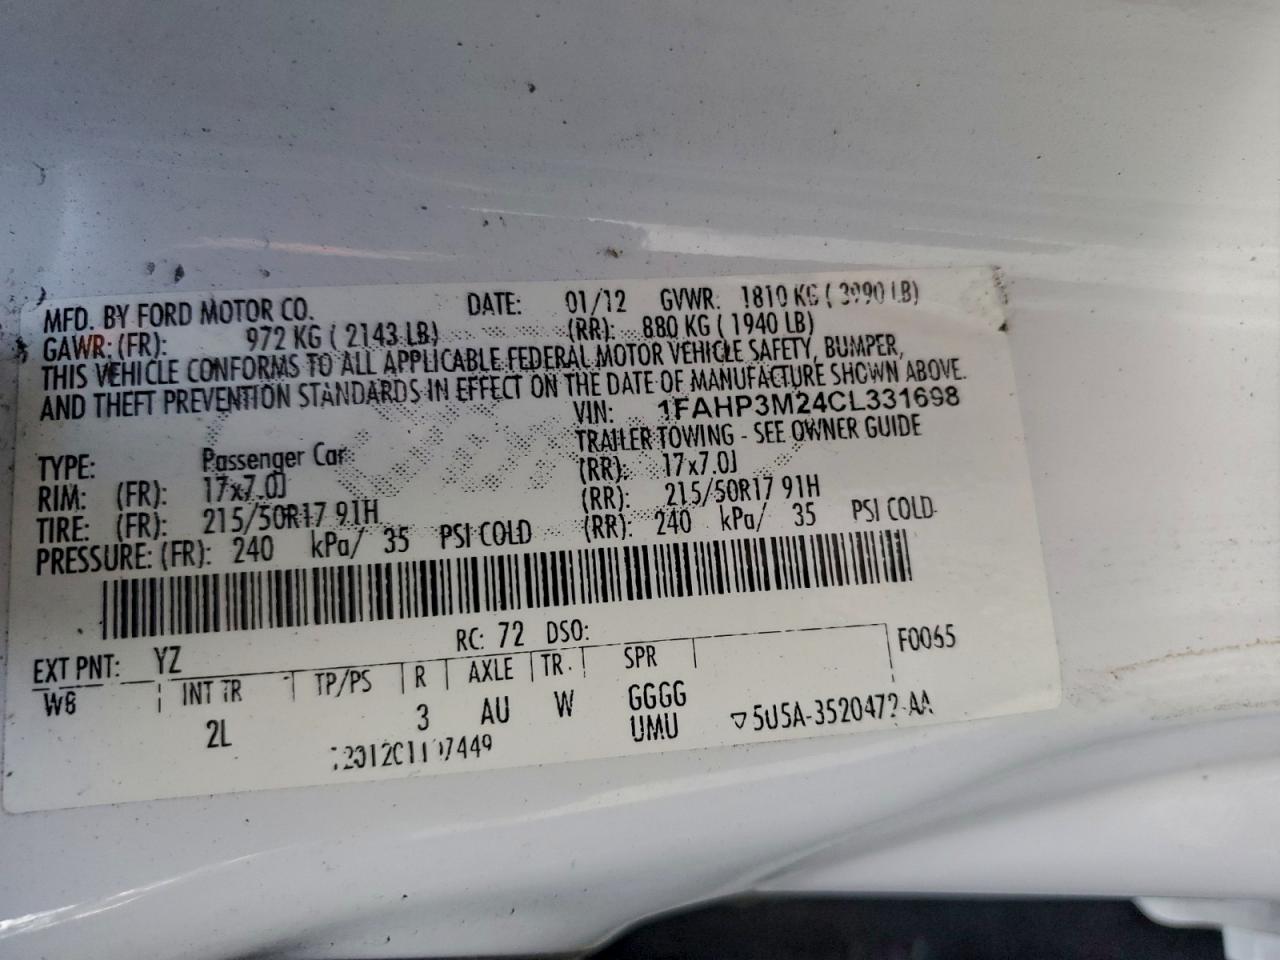 MFD. BY FORD MOTOR CO. DATE: 01/12 GVWR: 1810 KG ( 3990 LB)
GAWR: (FR): 972 KG ( 2143 LB) (RR): 880 KG ( 1940 LB)
THIS VEHICLE CONFORMS TO ALL APPLICABLE FEDERAL MOTOR VEHICLE SAFETY, BUMPER,
AND THEFT PREVENTION STANDARDS IN EFFECT ON THE DATE OF MANUFACTURE SHOWN ABOVE.
VIN: 1FAHP3M24CL331698
TYPE: Passenger Car TRAILER TOWING - SEE OWNER GUIDE
RIM: (FR): 17x7.0J (RR): 17x7.0J
TIRE: (FR): 215/50R17 91H (RR): 215/50R17 91H
PRESSURE: (FR): 240 kPa/ 35 PSI COLD (RR): 240 kPa/ 35 PSI COLD
RC: 72 DSO:
EXT PNT: YZ F0065
INT TR TP/PS R AXLE TR SPR
W6 2L 3 AU W GGGG
UMU ▽5U5A-3520472-AA